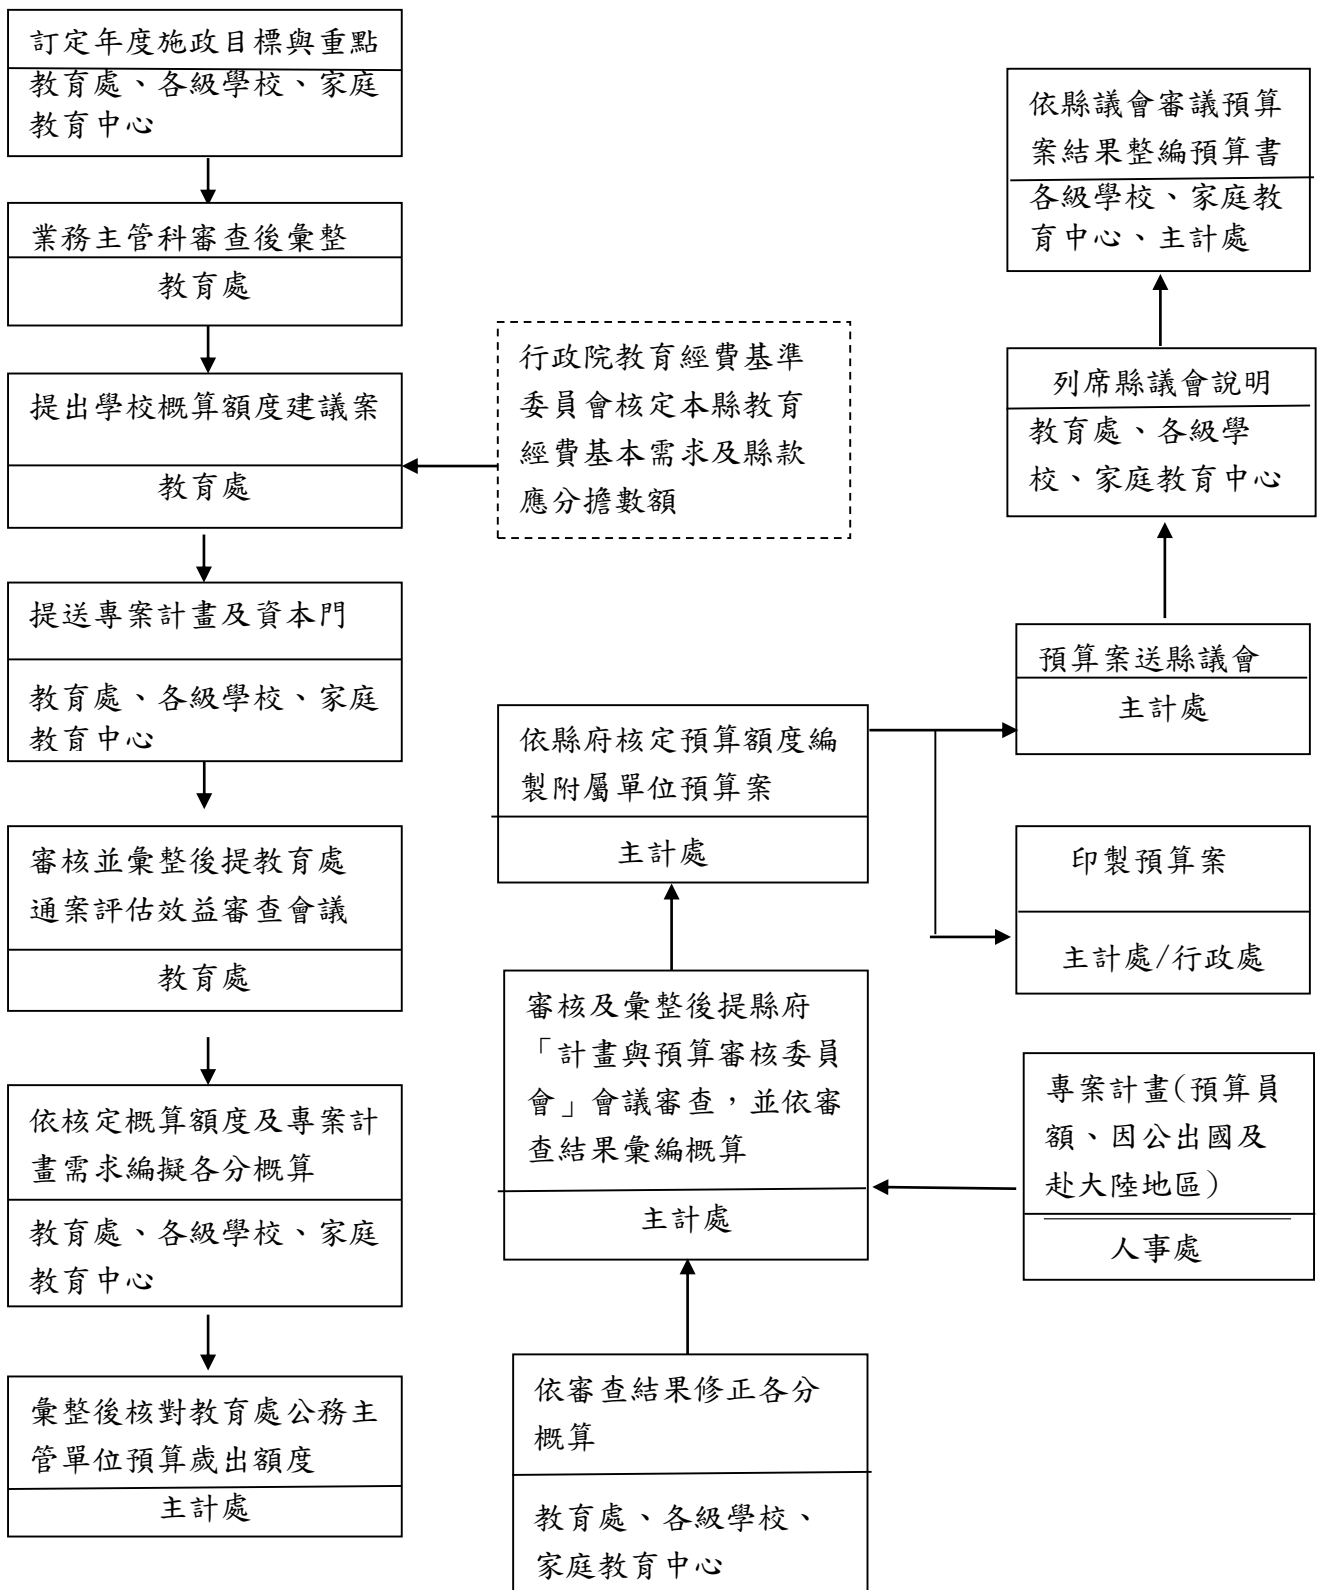 訂定年度施政目標與重點
教育處、各級學校、家庭
教育中心
業務主管科審查後彙整
教育處
提出學校概算額度建議案
教育處
提送專案計畫及資本門
教育處、各級學校、家庭
教育中心
審核並彙整後提教育處
通案評估效益審查會議
教育處
依核定概算額度及專案計
畫需求編擬各分概算
教育處、各級學校、家庭
教育中心
彙整後核對教育處公務主
管單位預算歲出額度
主計處
行政院教育經費基準
委員會核定本縣教育
經費基本需求及縣款
應分擔數額
依縣府核定預算額度編
製附屬單位預算案
主計處
審核及彙整後提縣府
「計畫與預算審核委員
會」會議審查，並依審
查結果彙編概算
主計處
依審查結果修正各分
概算
教育處、各級學校、
家庭教育中心
依縣議會審議預算
案結果整編預算書
各級學校、家庭教
育中心、主計處
列席縣議會說明
教育處、各級學
校、家庭教育中心
預算案送縣議會
主計處
印製預算案
主計處/行政處
專案計畫(預算員
額、因公出國及
赴大陸地區)
人事處